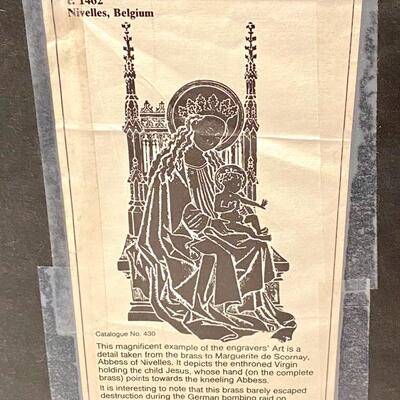 c. 1462
Nivelles, Belgium
Catalogue No. 430
This magnificent example of the engravers' Art is a
detail taken from the brass to Marguerite de Scornay,
Abbess of Nivelles. It depicts the enthroned Virgin
holding the child Jesus, whose hand (on the complete
brass) points towards the kneeling Abbess.
It is interesting to note that this brass barely escaped
destruction during the German bombing raid on